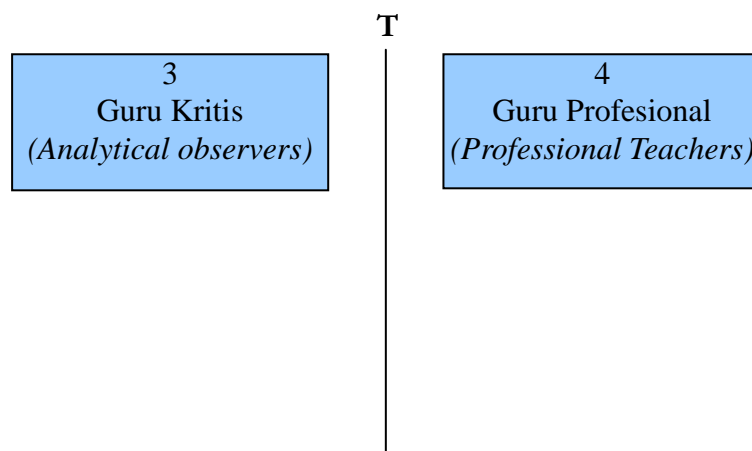 T
3
Guru Kritis
(Analytical observers)
4
Guru Profesional
(Professional Teachers)